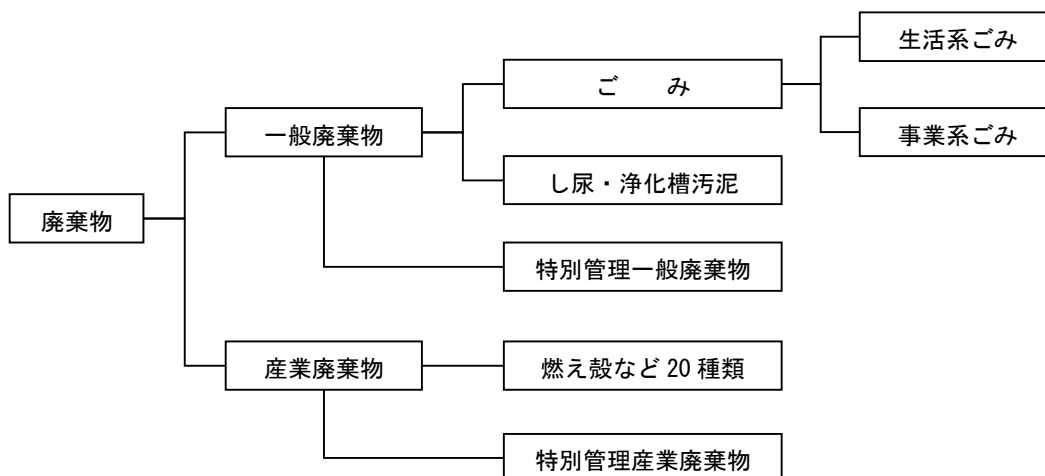 生活系ごみ
ご　　み
一般廃棄物
事業系ごみ
し尿・浄化槽汚泥
廃棄物
特別管理一般廃棄物
産業廃棄物
燃え殻など 20 種類
特別管理産業廃棄物